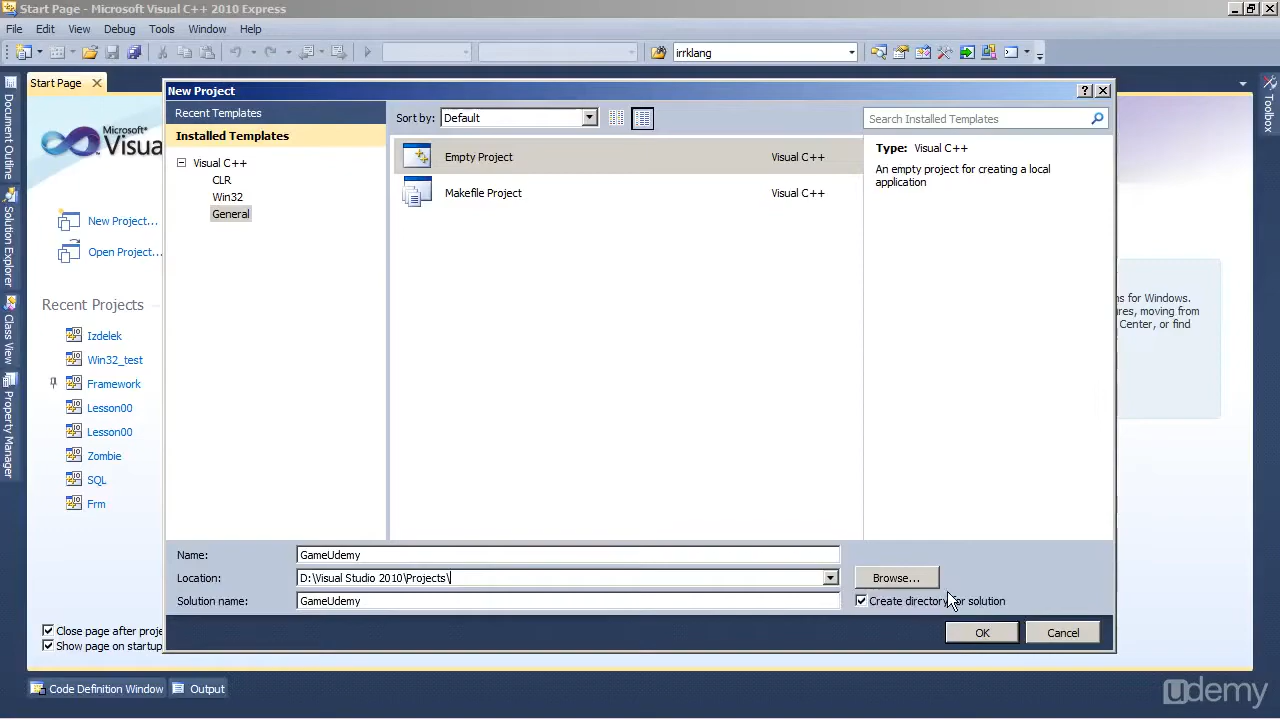 Start Page - Microsoft Visual C++ 2010 Express
File Edit View Debug Tools Window Help
irrklang
Start Page
Document Outline
Solution Explorer
Class View
Property Manager
Toolbox
Microsoft®
Visua
New Project...
Open Project...
Recent Projects
Izdelek
Win32_test
Framework
Lesson00
Lesson00
Zombie
SQL
Frm
Close page after proje
Show page on startup
ns for Windows.
res, moving from
Center, or find
New Project
Recent Templates
Installed Templates
Visual C++
CLR
Win32
General
Sort by: Default
Search Installed Templates
Empty Project Visual C++
Makefile Project Visual C++
Type: Visual C++
An empty project for creating a local
application
Name: GameUdemy
Location: D:\Visual Studio 2010\Projects\
Browse...
Solution name: GameUdemy
Create directory for solution
OK Cancel
Code Definition Window Output
udemy